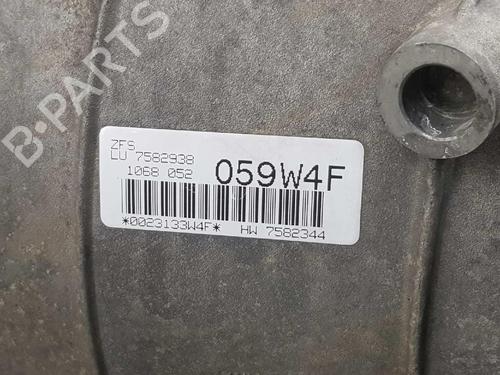 B-PARTS
ZFS
LU 7582938
1068 052
059W4F
*0023133W4F* HW 7582344